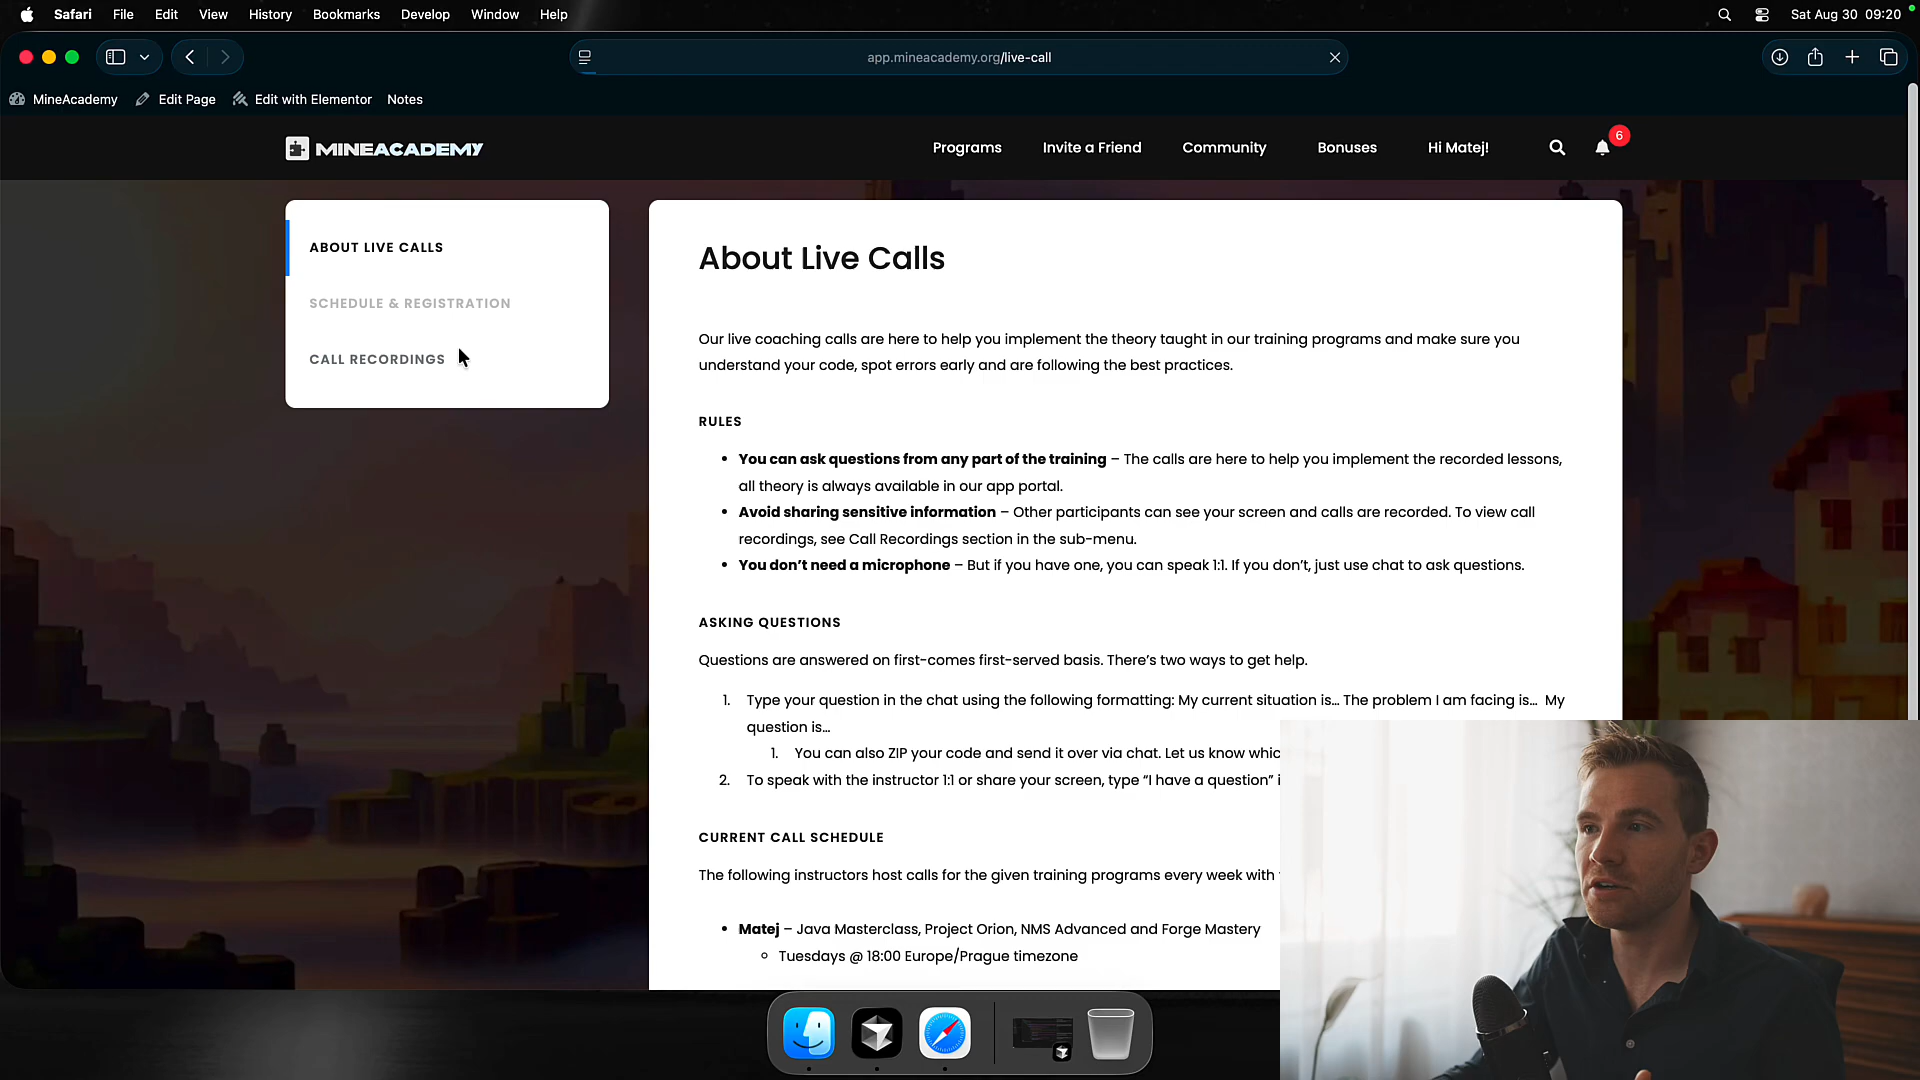 Safari File Edit View History Bookmarks Develop Window Help Sat Aug 30 09:20
app.mineacademy.org/live-call
MineAcademy Edit Page Edit with Elementor Notes
MINEACADEMY Programs Invite a Friend Community Bonuses Hi Matej! 6
ABOUT LIVE CALLS
SCHEDULE & REGISTRATION
CALL RECORDINGS
About Live Calls
Our live coaching calls are here to help you implement the theory taught in our training programs and make sure you
understand your code, spot errors early and are following the best practices.
RULES
• You can ask questions from any part of the training – The calls are here to help you implement the recorded lessons,
all theory is always available in our app portal.
• Avoid sharing sensitive information – Other participants can see your screen and calls are recorded. To view call
recordings, see Call Recordings section in the sub-menu.
• You don’t need a microphone – But if you have one, you can speak 1:1. If you don’t, just use chat to ask questions.
ASKING QUESTIONS
Questions are answered on first-comes first-served basis. There’s two ways to get help.
1. Type your question in the chat using the following formatting: My current situation is… The problem I am facing is… My
question is…
1. You can also ZIP your code and send it over via chat. Let us know
2. To speak with the instructor 1:1 or share your screen, type “I have a question”
CURRENT CALL SCHEDULE
The following instructors host calls for the given training programs every week with
• Matej – Java Masterclass, Project Orion, NMS Advanced and Forge Mastery
Tuesdays @ 18:00 Europe/Prague timezone